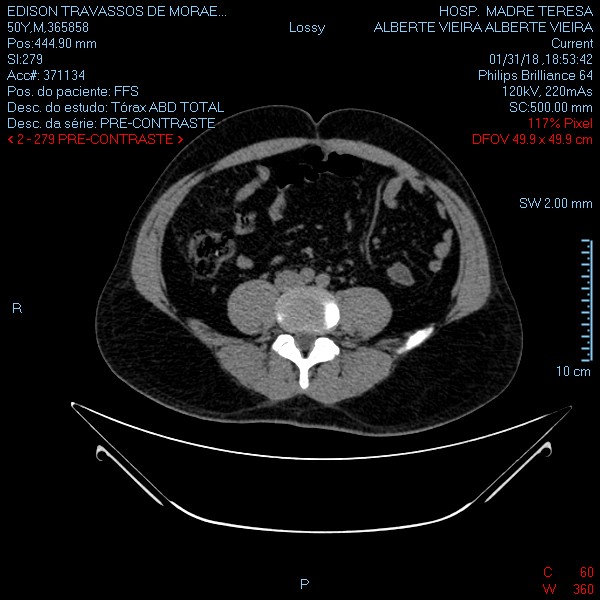 EDISON TRAVASSOS DE MORAE...
50Y,M,365858
Pos:444.90 mm
Sl:279
Acc#: 371134
Pos. do paciente: FFS
Desc. do estudo: Tórax ABD TOTAL
Desc. da série: PRE-CONTRASTE
< 2 - 279 PRE-CONTRASTE >
Lossy
HOSP. MADRE TERESA
ALBERTE VIEIRA ALBERTE VIEIRA
Current
01/31/18 ,18:53:42
Philips Brilliance 64
120kV, 220mAs
SC:500.00 mm
117% Pixel
DFOV 49.9 x 49.9 cm
SW 2.00 mm
R
10 cm
P
C 60
W 360